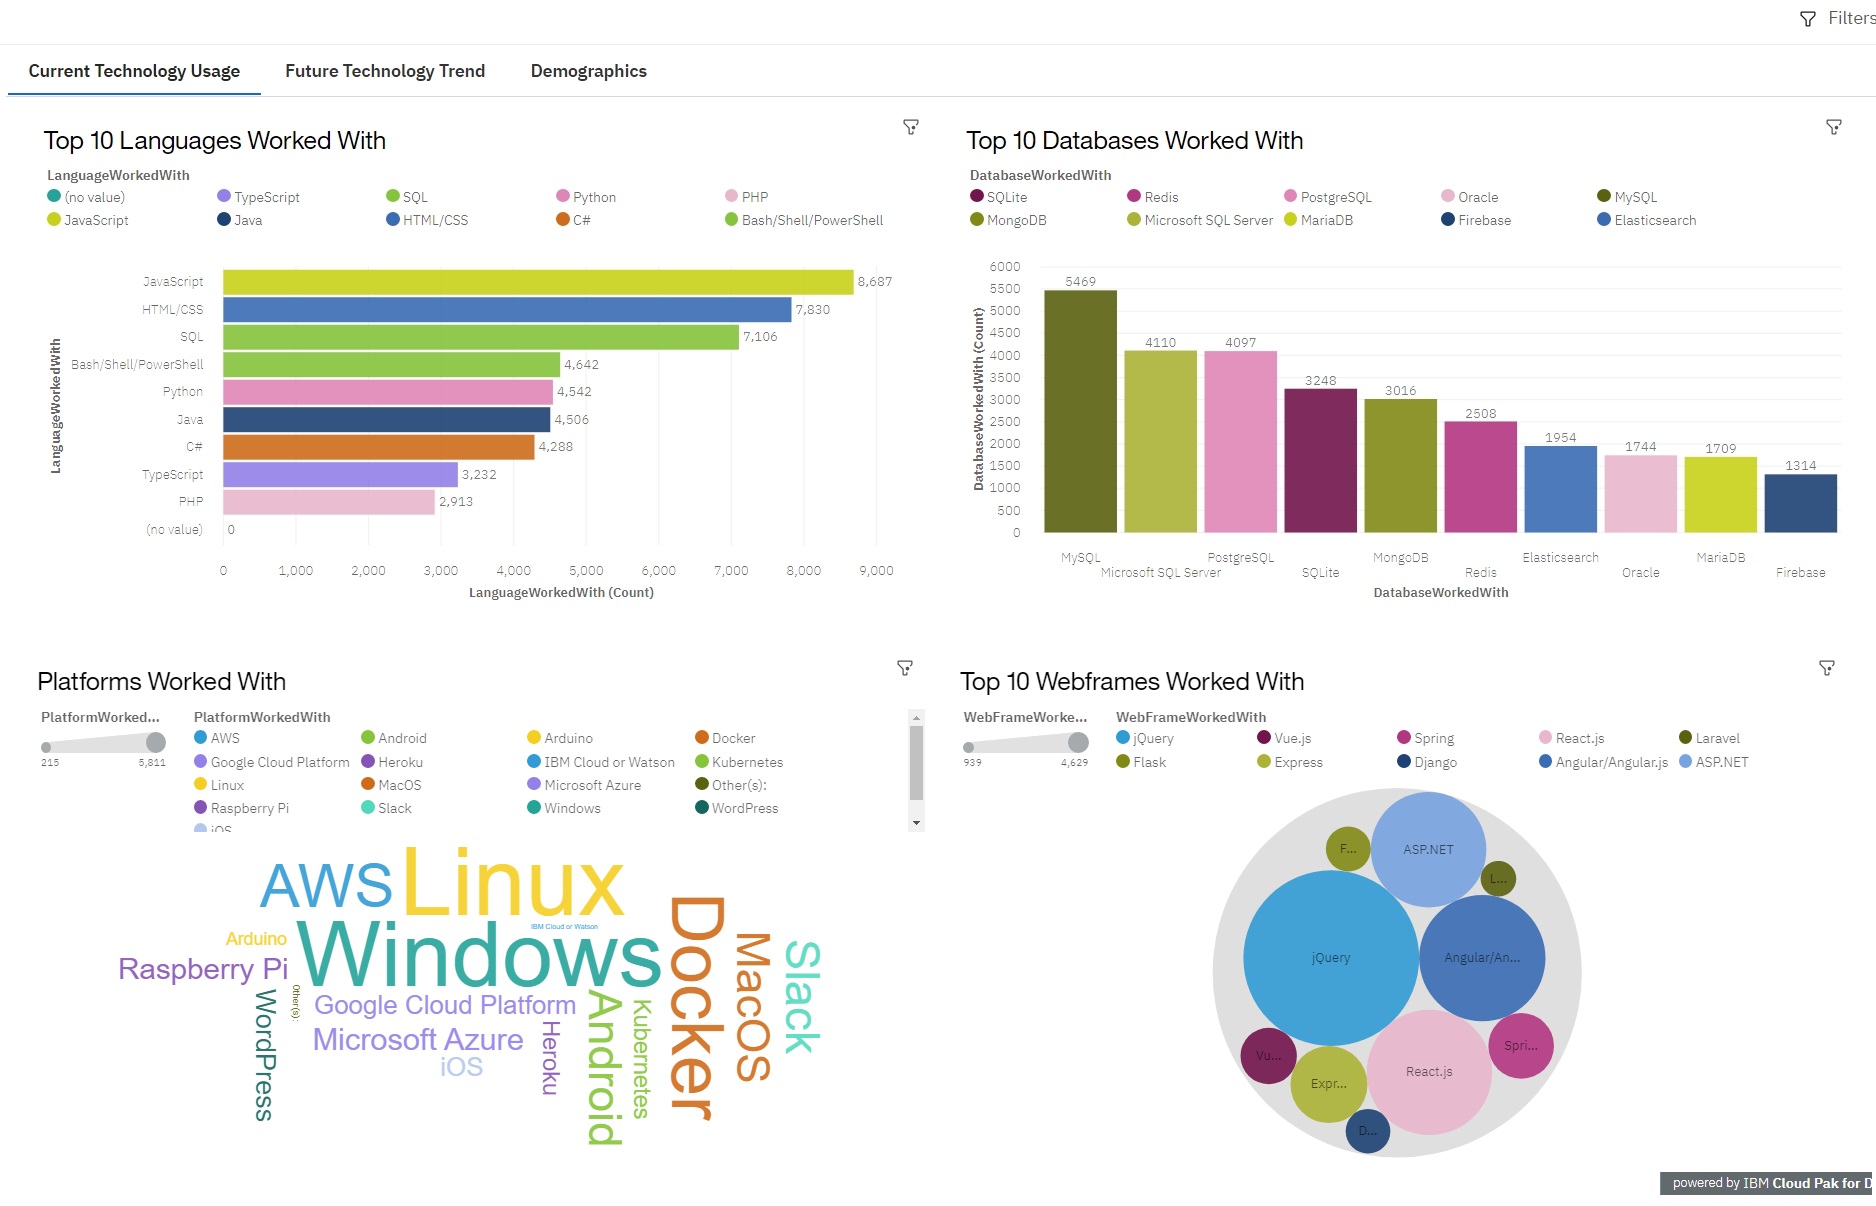 Filters
Current Technology Usage Future Technology Trend Demographics
Top 10 Languages Worked With
LanguageWorkedWith
(no value) TypeScript SQL Python PHP
JavaScript Java HTML/CSS C# Bash/Shell/PowerShell
LanguageWorkedWith
JavaScript 8,687
HTML/CSS 7,830
SQL 7,106
Bash/Shell/PowerShell 4,642
Python 4,542
Java 4,506
C# 4,288
TypeScript 3,232
PHP 2,913
(no value) 0
0 1,000 2,000 3,000 4,000 5,000 6,000 7,000 8,000 9,000
LanguageWorkedWith (Count)
Top 10 Databases Worked With
DatabaseWorkedWith
SQLite Redis PostgreSQL Oracle MySQL
MongoDB Microsoft SQL Server MariaDB Firebase Elasticsearch
DatabaseWorkedWith (Count)
6000
5500
5000
4500
4000
3500
3000
2500
2000
1500
1000
500
0
5469 4110 4097 3248 3016 2508 1954 1744 1709 1314
MySQL PostgreSQL MongoDB Elasticsearch MariaDB
Microsoft SQL Server SQLite Redis Oracle Firebase
DatabaseWorkedWith
Platforms Worked With
PlatformWorked...
215 5,811
PlatformWorkedWith
AWS Android Arduino Docker
Google Cloud Platform Heroku IBM Cloud or Watson Kubernetes
Linux MacOS Microsoft Azure Other(s):
Raspberry Pi Slack Windows WordPress
iOS
AWS Linux
IBM Cloud or Watson
Arduino
Windows
Raspberry Pi
Docker
MacOS
Slack
WordPress
Other(s):
Google Cloud Platform
Microsoft Azure
iOS
Heroku
Android
Kubernetes
Top 10 Webframes Worked With
WebFrameWorke...
939 4,629
WebFrameWorkedWith
jQuery Vue.js Spring React.js Laravel
Flask Express Django Angular/Angular.js ASP.NET
F... ASP.NET
L...
jQuery Angular/An...
Vu... Spri...
Expr... React.js
D...
powered by IBM Cloud Pak for D